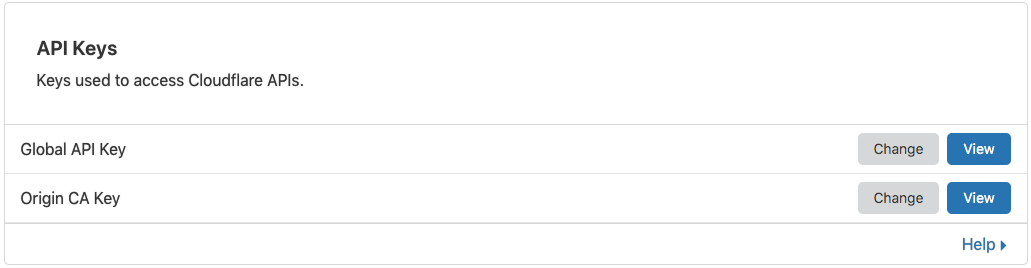 API Keys
Keys used to access Cloudflare APIs.
Global API Key Change View
Origin CA Key Change View
Help